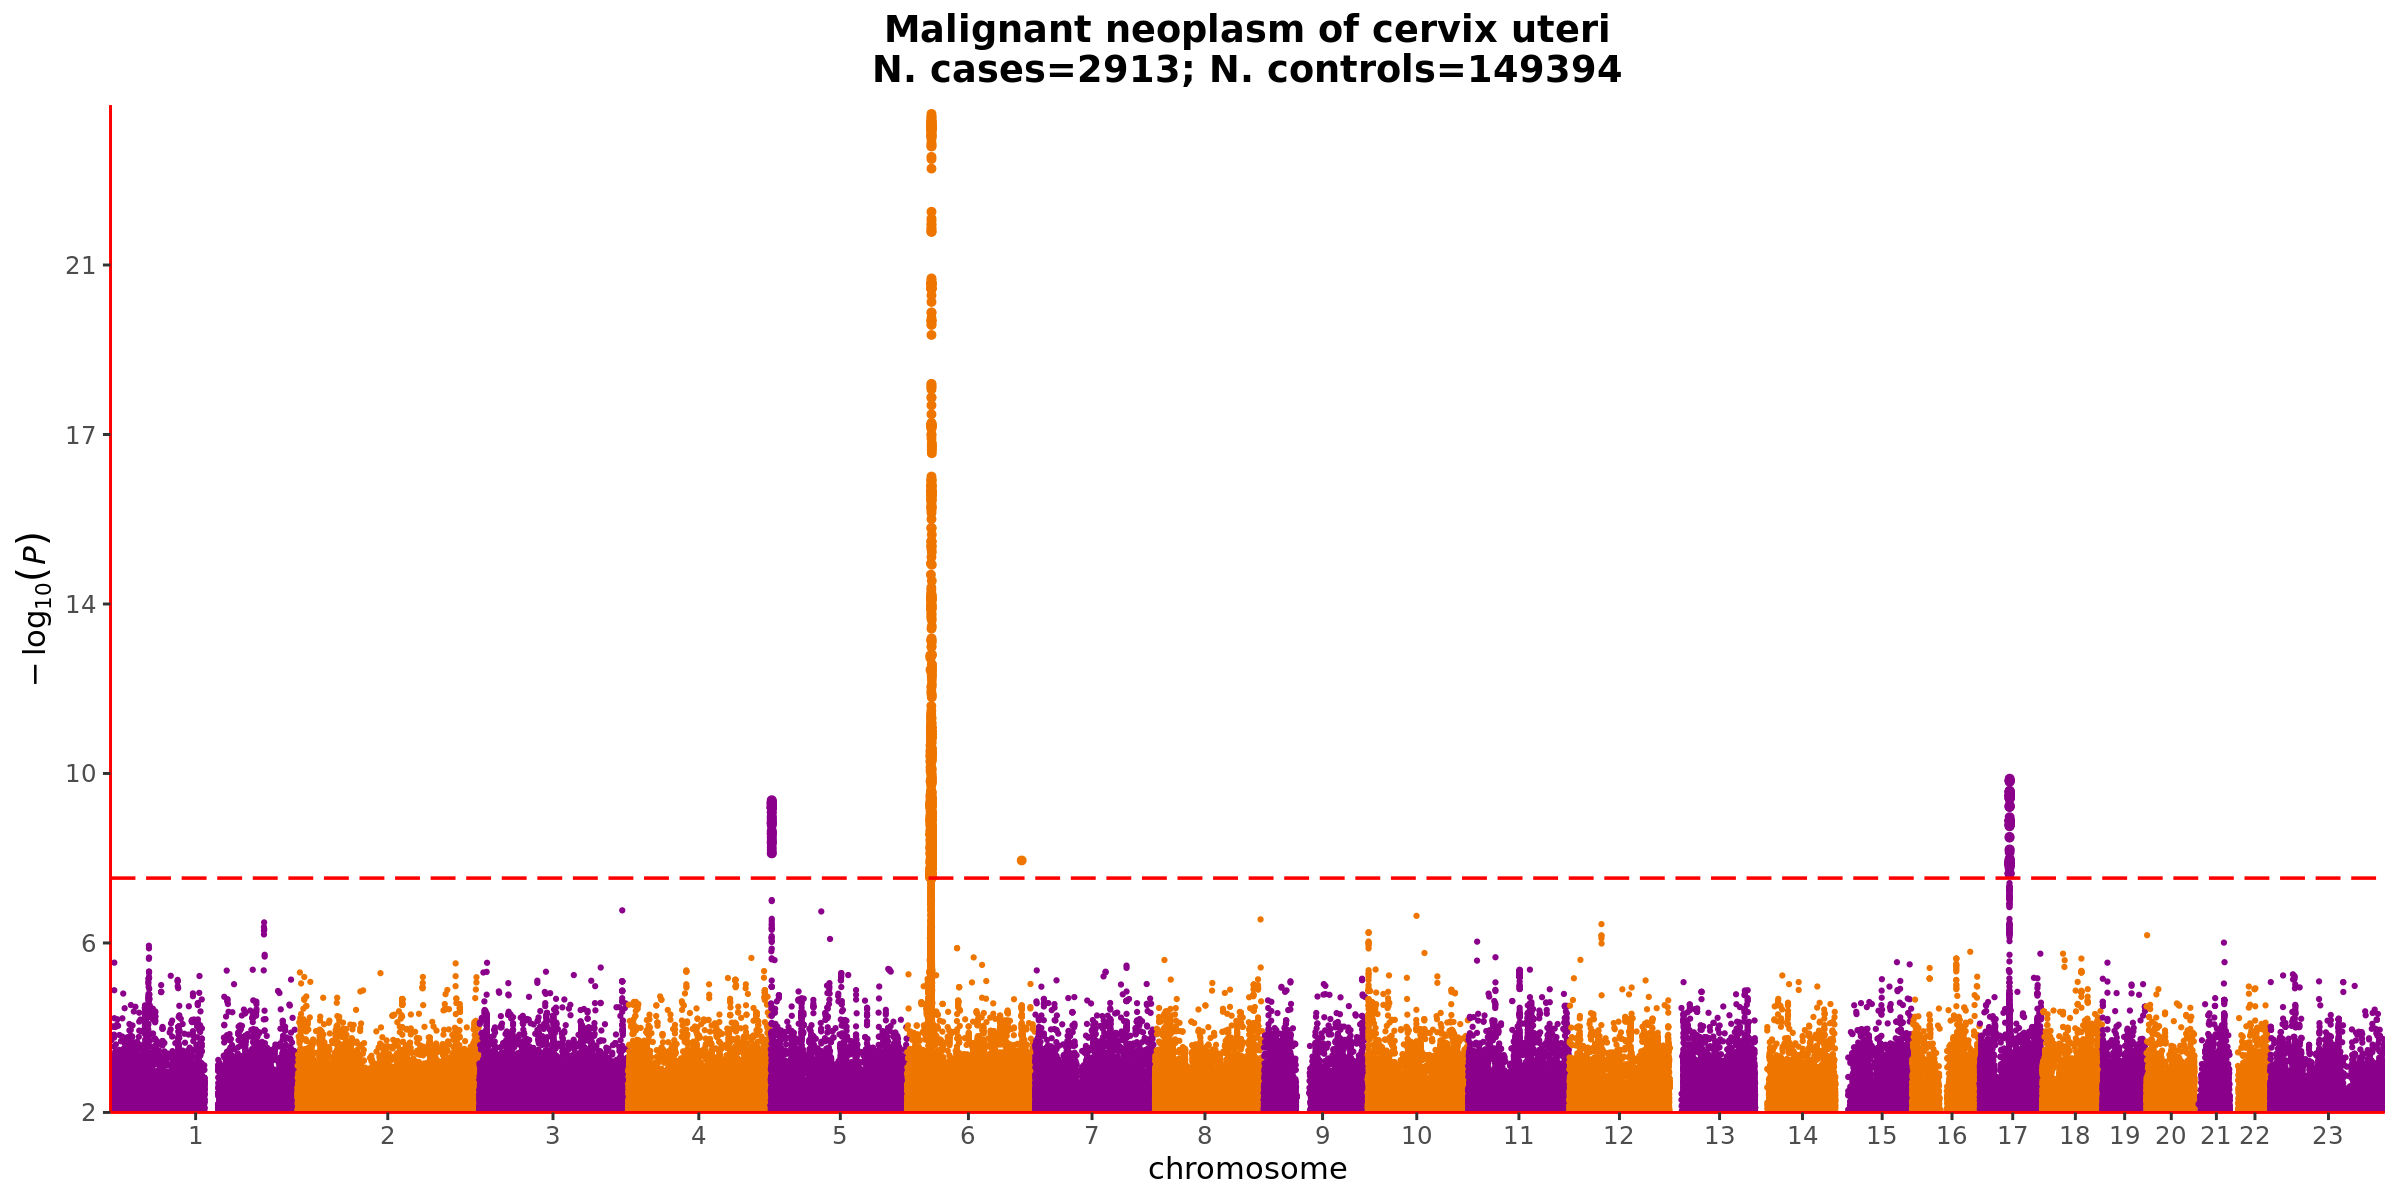 Malignant neoplasm of cervix uteri
N. cases=2913; N. controls=149394
−log₁₀(P)
21
17
14
10
6
2
1 2 3 4 5 6 7 8 9 10 11 12 13 14 15 16 17 18 19 20 21 22 23
chromosome